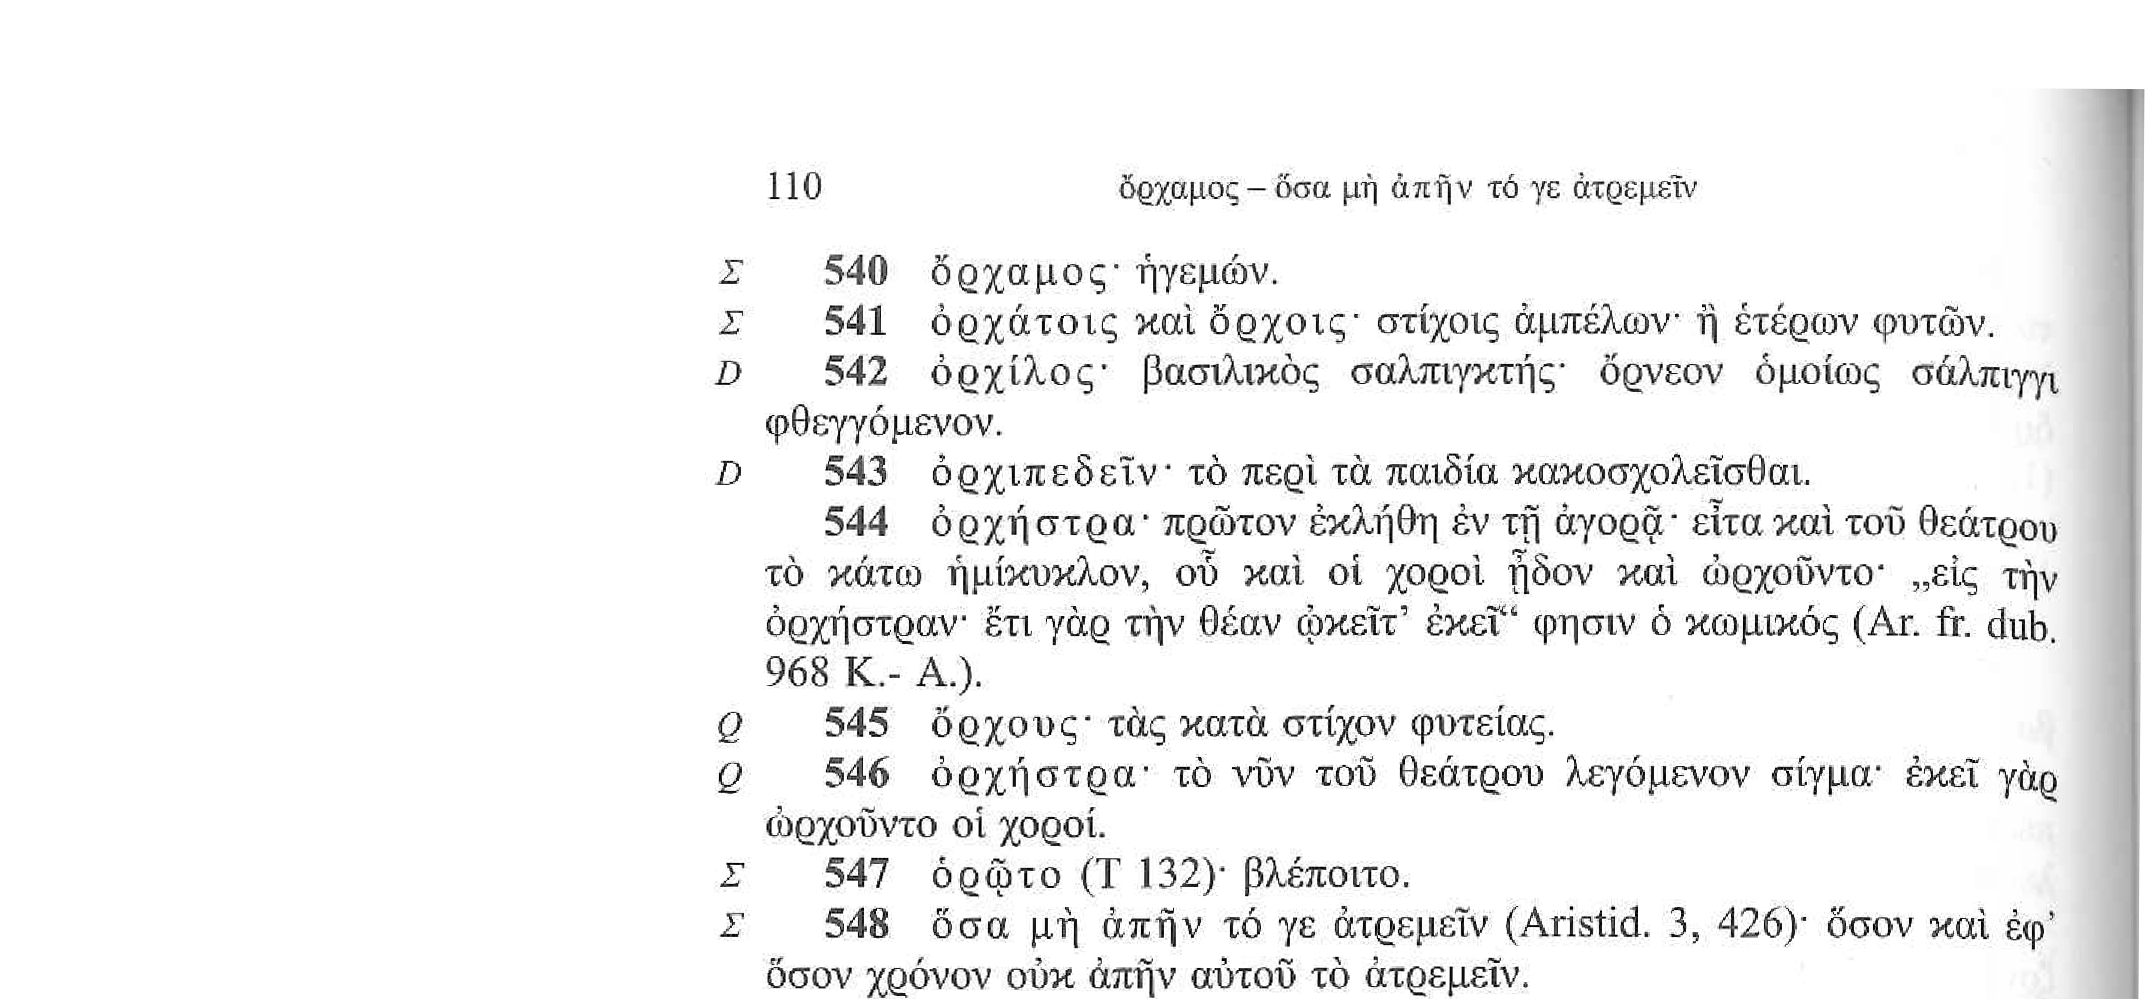 110 ὄρχαμος – ὅσα μὴ ἀπῆν τό γε ἀτρεμεῖν
Σ 540 ὄρχαμος· ἡγεμών.
Σ 541 ὀρχάτοις καὶ ὄρχοις· στίχοις ἀμπέλων· ἢ ἑτέρων φυτῶν.
D 542 ὀρχίλος· βασιλικὸς σαλπιγκτής· ὄρνεον ὁμοίως σάλπιγγι
φθεγγόμενον.
D 543 ὀρχιπεδεῖν· τὸ περὶ τὰ παιδία κακοσχολεῖσθαι.
544 ὀρχήστρα· πρῶτον ἐκλήθη ἐν τῇ ἀγορᾷ· εἶτα καὶ τοῦ θεάτρου
τὸ κάτω ἡμίκυκλον, οὗ καὶ οἱ χοροὶ ᾖδον καὶ ὠρχοῦντο· „εἰς τὴν
ὀρχήστραν· ἔτι γὰρ τὴν θέαν ᾠκεῖτ’ ἐκεῖ“ φησιν ὁ κωμικός (Ar. fr. dub.
968 K.- A.).
Q 545 ὄρχους· τὰς κατὰ στίχον φυτείας.
Q 546 ὀρχήστρα· τὸ νῦν τοῦ θεάτρου λεγόμενον σίγμα· ἐκεῖ γὰρ
ὠρχοῦντο οἱ χοροί.
Σ 547 ὁρῷτο (T 132)· βλέποιτο.
Σ 548 ὅσα μὴ ἀπῆν τό γε ἀτρεμεῖν (Aristid. 3, 426)· ὅσον καὶ ἐφ’
ὅσον χρόνον οὐκ ἀπῆν αὐτοῦ τὸ ἀτρεμεῖν.